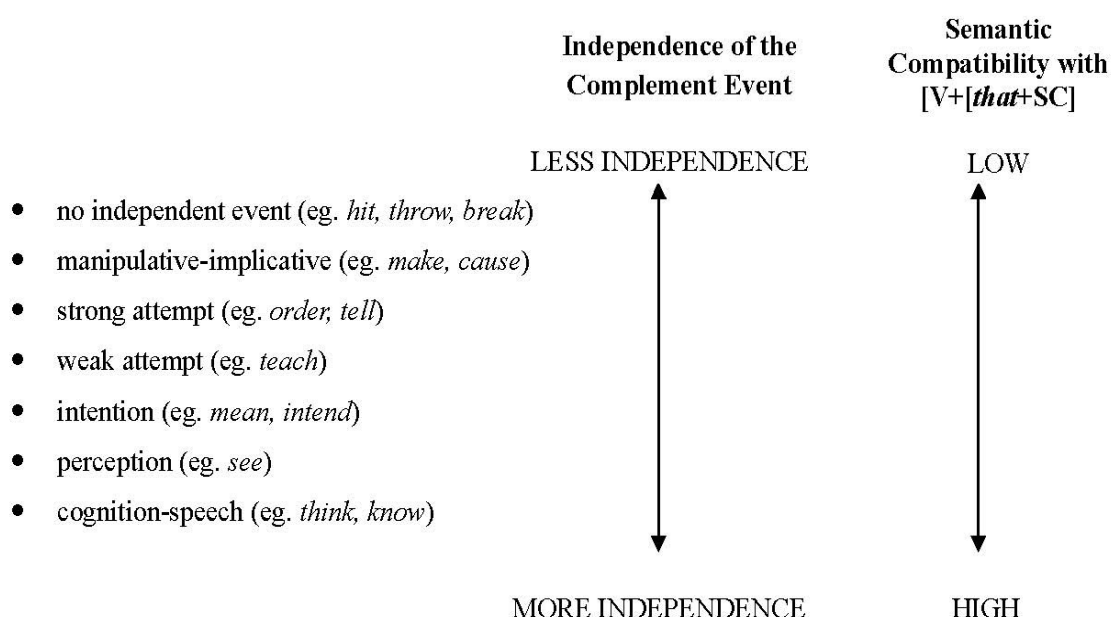 Independence of the
Complement Event
Semantic
Compatibility with
[V+[that+SC]
LESS INDEPENDENCE
LOW
• no independent event (eg. hit, throw, break)
• manipulative-implicative (eg. make, cause)
• strong attempt (eg. order, tell)
• weak attempt (eg. teach)
• intention (eg. mean, intend)
• perception (eg. see)
• cognition-speech (eg. think, know)
MORE INDEPENDENCE
HIGH